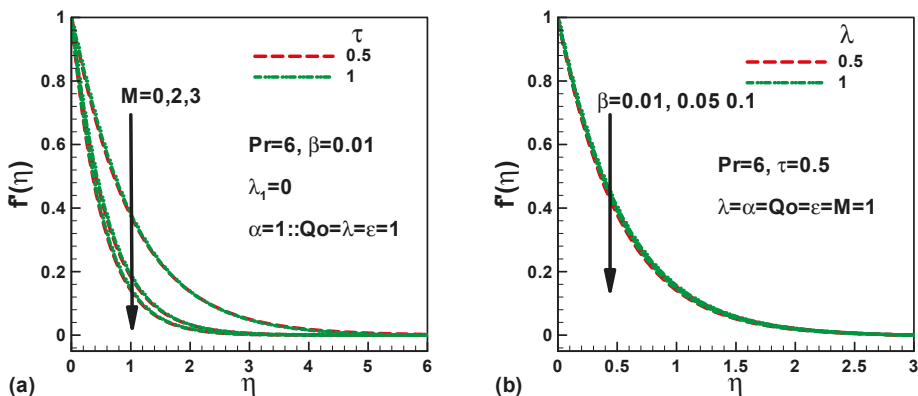 τ
0.5
1
M=0,2,3
Pr=6, β=0.01
λ₁=0
α=1::Qo=λ=ε=1
f'(η)
1
0.8
0.6
0.4
0.2
0
0 1 2 3 4 5 6
(a)
η
λ
0.5
1
β=0.01, 0.05 0.1
Pr=6, τ=0.5
λ=α=Qo=ε=M=1
f'(η)
1
0.8
0.6
0.4
0.2
0
0 0.5 1 1.5 2 2.5 3
(b)
η